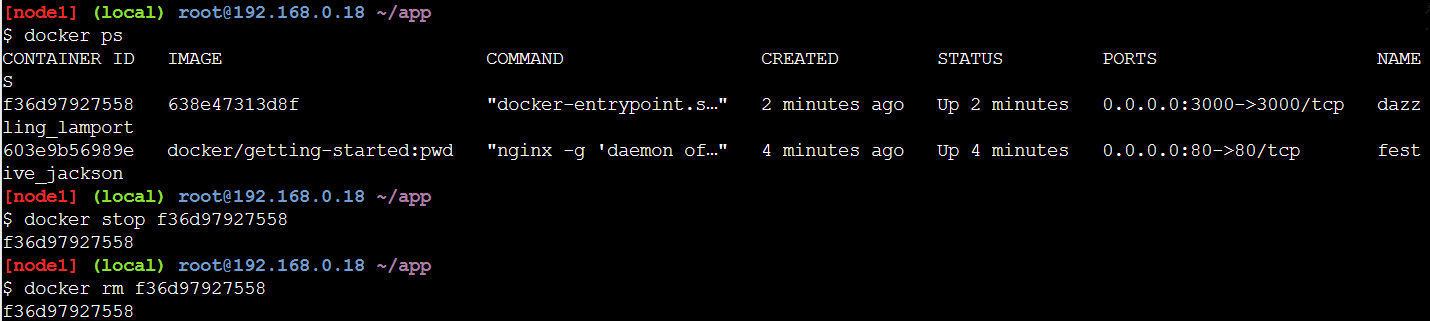 [node1] (local) root@192.168.0.18 ~/app
$ docker ps
CONTAINER ID   IMAGE                        COMMAND                  CREATED         STATUS         PORTS                    NAME
S
f36d97927558   638e47313d8f                 "docker-entrypoint.s…"   2 minutes ago   Up 2 minutes   0.0.0.0:3000->3000/tcp   dazz
ling_lamport
603e9b56989e   docker/getting-started:pwd   "nginx -g 'daemon of…"   4 minutes ago   Up 4 minutes   0.0.0.0:80->80/tcp       fest
ive_jackson
[node1] (local) root@192.168.0.18 ~/app
$ docker stop f36d97927558
f36d97927558
[node1] (local) root@192.168.0.18 ~/app
$ docker rm f36d97927558
f36d97927558